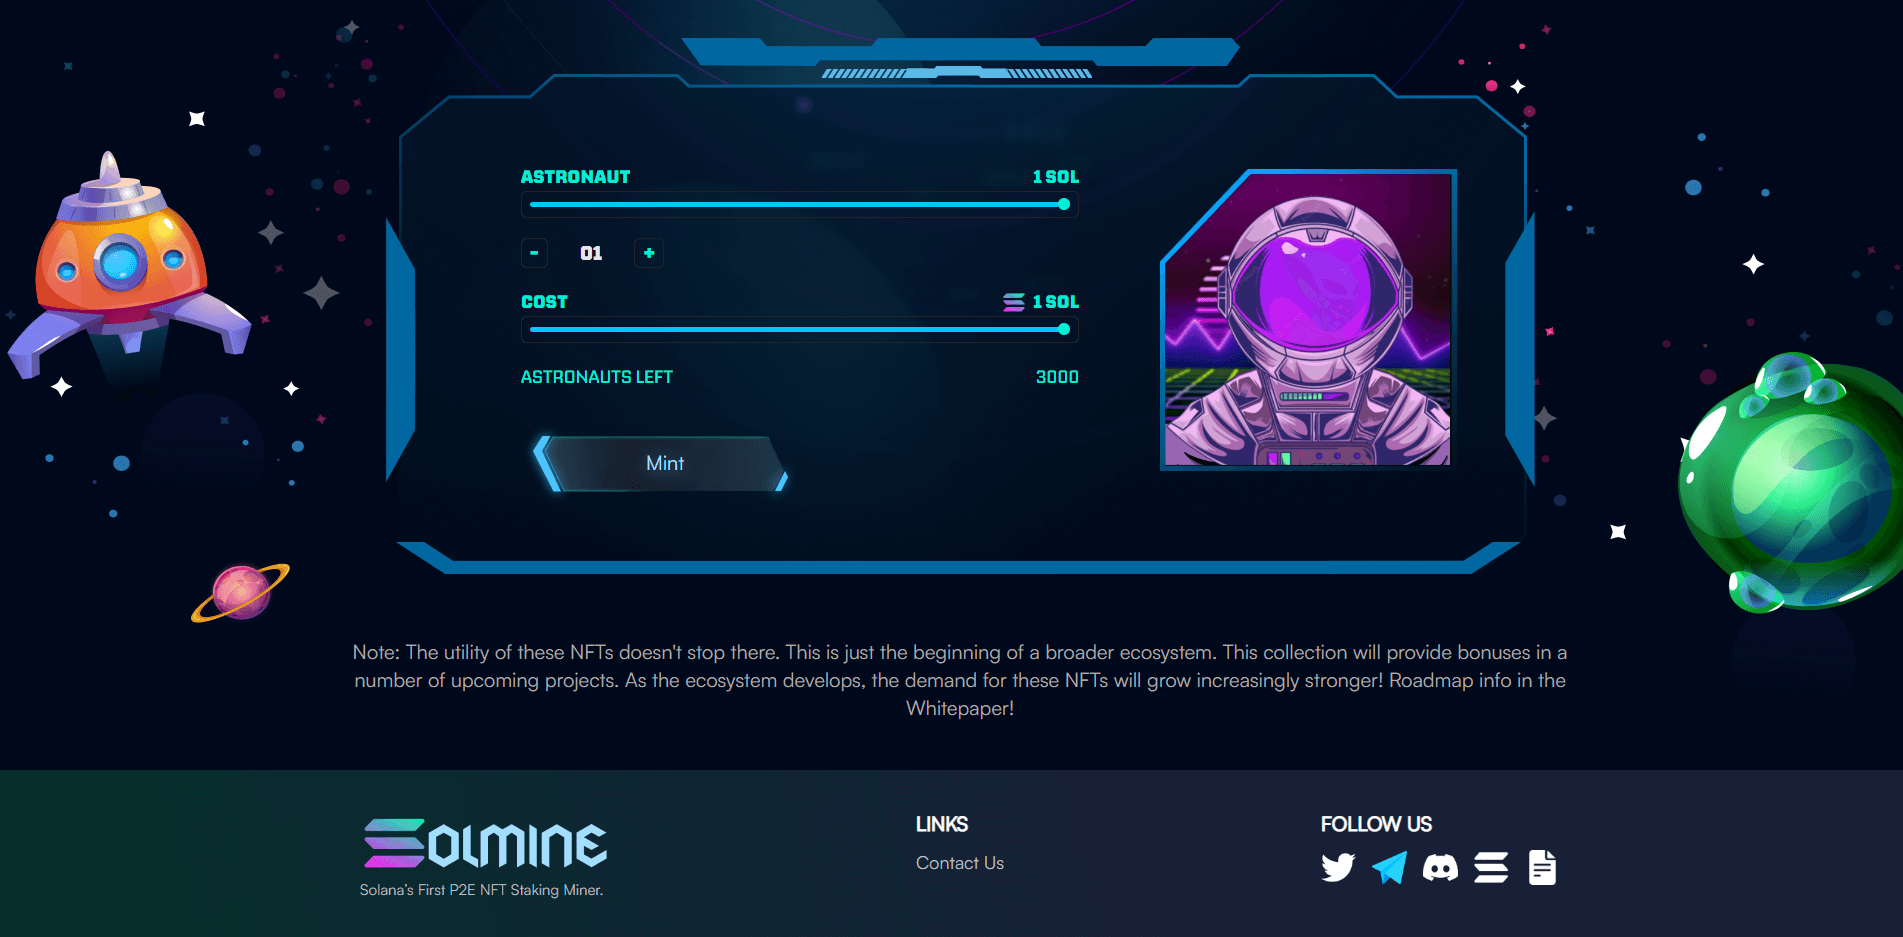 ASTRONAUT 1 SOL
- 01 +
COST 1 SOL
ASTRONAUTS LEFT 3000
Mint
Note: The utility of these NFTs doesn't stop there. This is just the beginning of a broader ecosystem. This collection will provide bonuses in a
number of upcoming projects. As the ecosystem develops, the demand for these NFTs will grow increasingly stronger! Roadmap info in the
Whitepaper!
SOLMINE
Solana's First P2E NFT Staking Miner.
LINKS
Contact Us
FOLLOW US